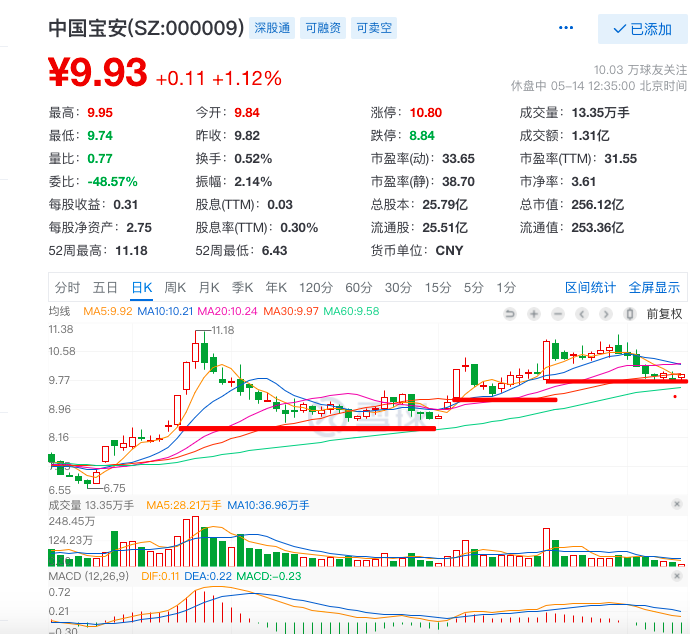 中国宝安(SZ:000009) 深股通 可融资 可卖空 ••• ✓已添加
¥9.93 +0.11 +1.12%
10.03 万球友关注
休盘中 05-14 12:35:00 北京时间
最高: 9.95 今开: 9.84 涨停: 10.80 成交量: 13.35万手
最低: 9.74 昨收: 9.82 跌停: 8.84 成交额: 1.31亿
量比: 0.77 换手: 0.52% 市盈率(动): 33.65 市盈率(TTM): 31.55
委比: -48.57% 振幅: 2.14% 市盈率(静): 38.70 市净率: 3.61
每股收益: 0.31 股息(TTM): 0.03 总股本: 25.79亿 总市值: 256.12亿
每股净资产: 2.75 股息率(TTM): 0.30% 流通股: 25.51亿 流通值: 253.36亿
52周最高: 11.18 52周最低: 6.43 货币单位: CNY
分时 五日 日K 周K 月K 季K 年K 120分 60分 30分 15分 5分 1分 区间统计 全屏显示
均线 MA5:9.92 MA10:10.21 MA20:10.24 MA30:9.97 MA60:9.58 前复权
11.38
11.18
10.58
9.77
8.96
8.16
6.55
6.75
成交量 13.35万手 MA5:28.21万手 MA10:36.96万手
248.45万
124.23万
MACD (12,26,9) DIF:0.11 DEA:0.22 MACD:-0.23
0.72
0.21
-0.30